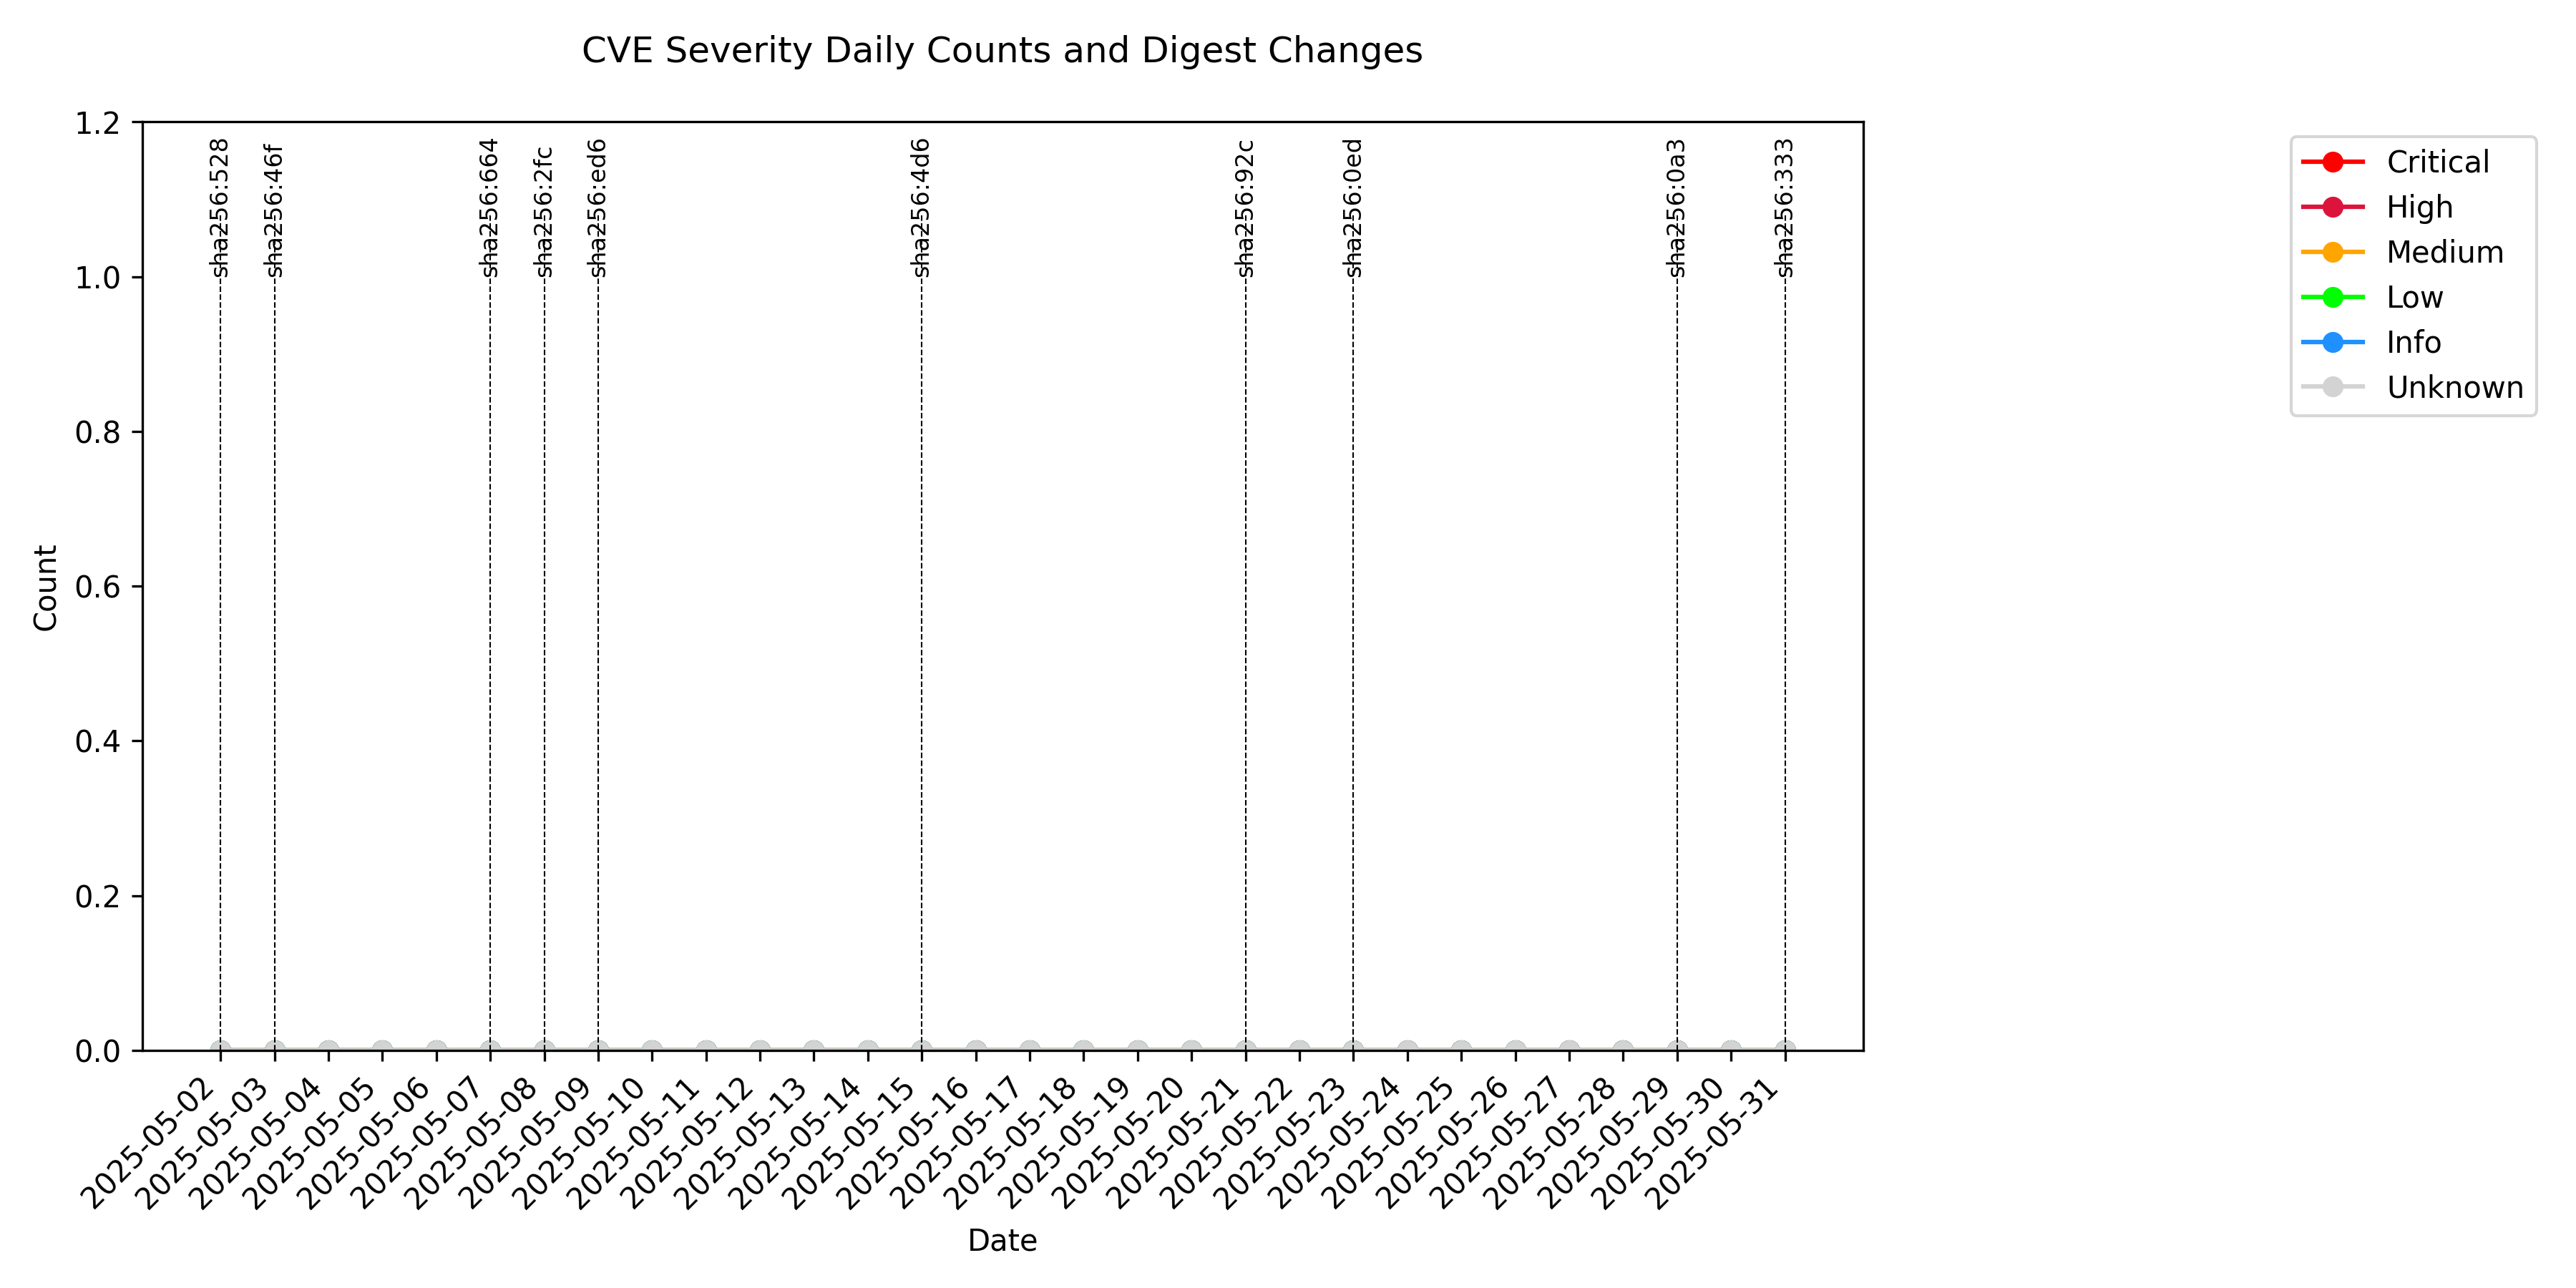 CVE Severity Daily Counts and Digest Changes
1.2
1.0
0.8
0.6
0.4
0.2
0.0
Count
sha256:528
sha256:46f
sha256:664
sha256:2fc
sha256:ed6
sha256:4d6
sha256:92c
sha256:0ed
sha256:0a3
sha256:333
2025-05-02
2025-05-03
2025-05-04
2025-05-05
2025-05-06
2025-05-07
2025-05-08
2025-05-09
2025-05-10
2025-05-11
2025-05-12
2025-05-13
2025-05-14
2025-05-15
2025-05-16
2025-05-17
2025-05-18
2025-05-19
2025-05-20
2025-05-21
2025-05-22
2025-05-23
2025-05-24
2025-05-25
2025-05-26
2025-05-27
2025-05-28
2025-05-29
2025-05-30
2025-05-31
Date
Critical
High
Medium
Low
Info
Unknown